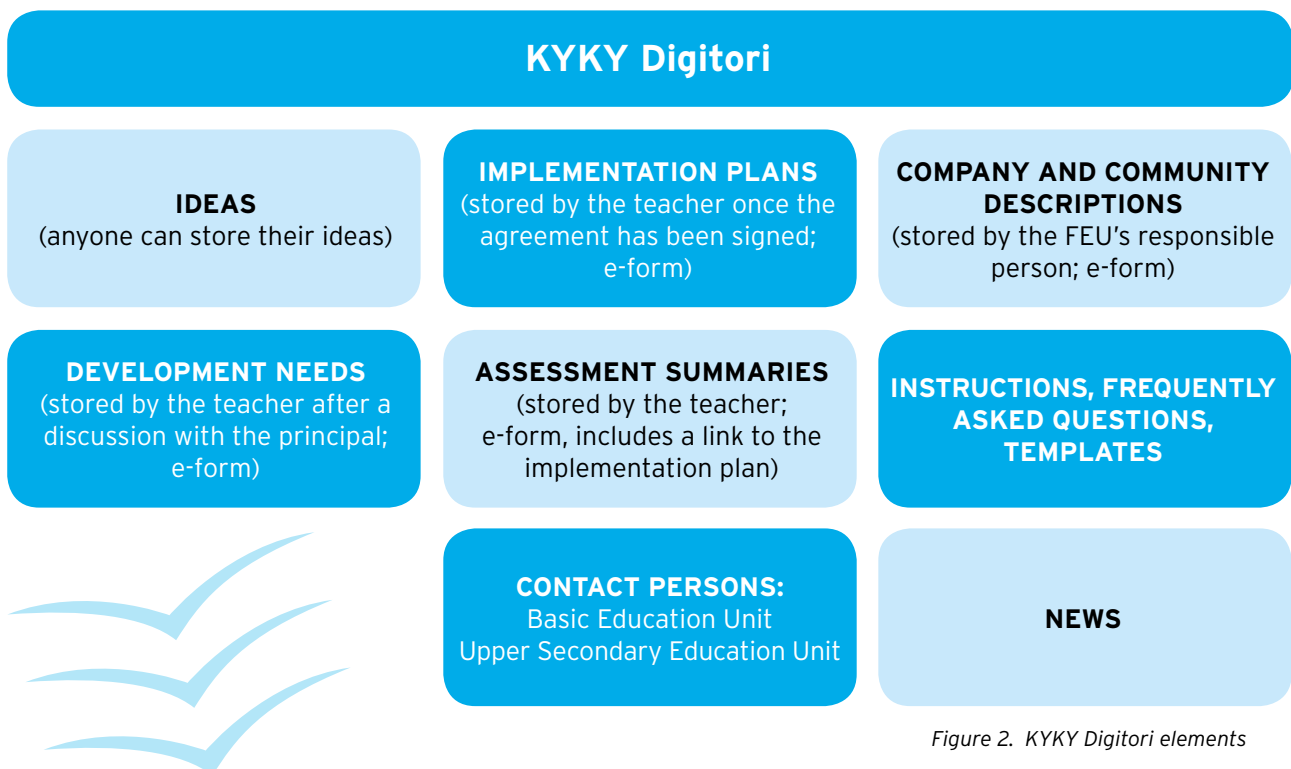 KYKY Digitori
IDEAS
(anyone can store their ideas)
IMPLEMENTATION PLANS
(stored by the teacher once the
agreement has been signed;
e-form)
COMPANY AND COMMUNITY
DESCRIPTIONS
(stored by the FEU's responsible
person; e-form)
DEVELOPMENT NEEDS
(stored by the teacher after a
discussion with the principal;
e-form)
ASSESSMENT SUMMARIES
(stored by the teacher;
e-form, includes a link to the
implementation plan)
INSTRUCTIONS, FREQUENTLY
ASKED QUESTIONS,
TEMPLATES
CONTACT PERSONS:
Basic Education Unit
Upper Secondary Education Unit
NEWS
Figure 2. KYKY Digitori elements